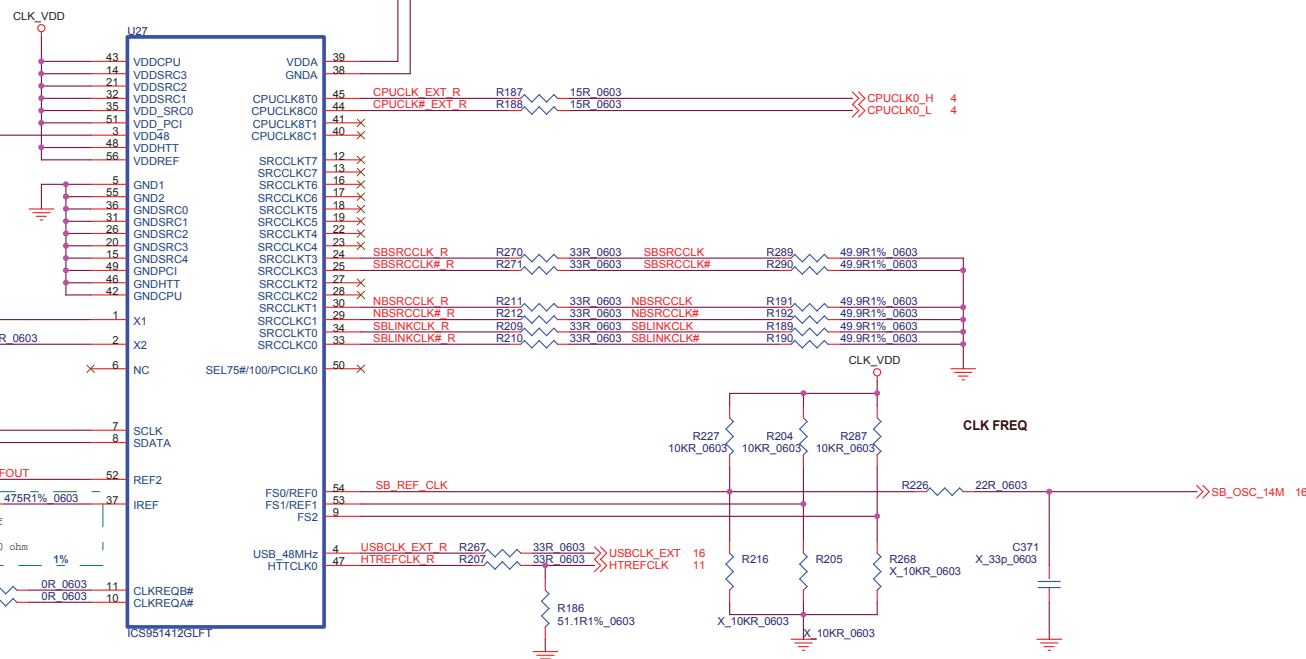 CLK_VDD
U27
43 VDDCPU VDDA 39
14 VDDSRC3 GNDA 38
21 VDDSRC2
32 VDDSRC1 CPUCLK8T0 45 CPUCLK_EXT_R R187 15R_0603 CPUCLK0_H 4
35 VDD_SRC0 CPUCLK8C0 44 CPUCLK#_EXT_R R188 15R_0603 CPUCLK0_L 4
51 VDD_PCI CPUCLK8T1 41
3 VDD48 CPUCLK8C1 40
48 VDDHTT
56 VDDREF SRCCLKT7 12
SRCCLKC7 13
5 GND1 SRCCLKT6 16
55 GND2 SRCCLKC6 17
36 GNDSRC0 SRCCLKT5 18
31 GNDSRC1 SRCCLKC5 19
26 GNDSRC2 SRCCLKT4 22
20 GNDSRC3 SRCCLKC4 23
15 GNDSRC4 SRCCLKT3 24 SBSRCCLK_R R270 33R_0603 SBSRCCLK R289 49.9R1%_0603
49 GNDPCI SRCCLKC3 25 SBSRCCLK#_R R271 33R_0603 SBSRCCLK# R290 49.9R1%_0603
46 GNDHTT SRCCLKT2 27
42 GNDCPU SRCCLKC2 28
SRCCLKT1 30 NBSRCCLK_R R211 33R_0603 NBSRCCLK R191 49.9R1%_0603
1 X1 SRCCLKC1 29 NBSRCCLK#_R R212 33R_0603 NBSRCCLK# R192 49.9R1%_0603
SRCCLKT0 34 SBLINKCLK_R R209 33R_0603 SBLINKCLK R189 49.9R1%_0603
R_0603 2 X2 SRCCLKC0 33 SBLINKCLK#_R R210 33R_0603 SBLINKCLK# R190 49.9R1%_0603
CLK_VDD
6 NC SEL75#/100/PCICLK0 50
CLK FREQ
7 SCLK
8 SDATA
R227 R204 R287
10KR_0603 10KR_0603 10KR_0603
FOUT 52 REF2
475R1%_0603 37 IREF
FS0/REF0 54 SB_REF_CLK R226 22R_0603 SB_OSC_14M 16
FS1/REF1 53
FS2 9
0 ohm
1%
USB_48MHz 4 USBCLK_EXT_R R267 33R_0603 USBCLK_EXT 16
HTTCLK0 47 HTREFCLK_R R207 33R_0603 HTREFCLK 11
R216 R205 R268
X_10KR_0603
C371
X_33p_0603
0R_0603 11 CLKREQB#
0R_0603 10 CLKREQA#
R186
51.1R1%_0603
X_10KR_0603
X_10KR_0603
ICS951412GLFT